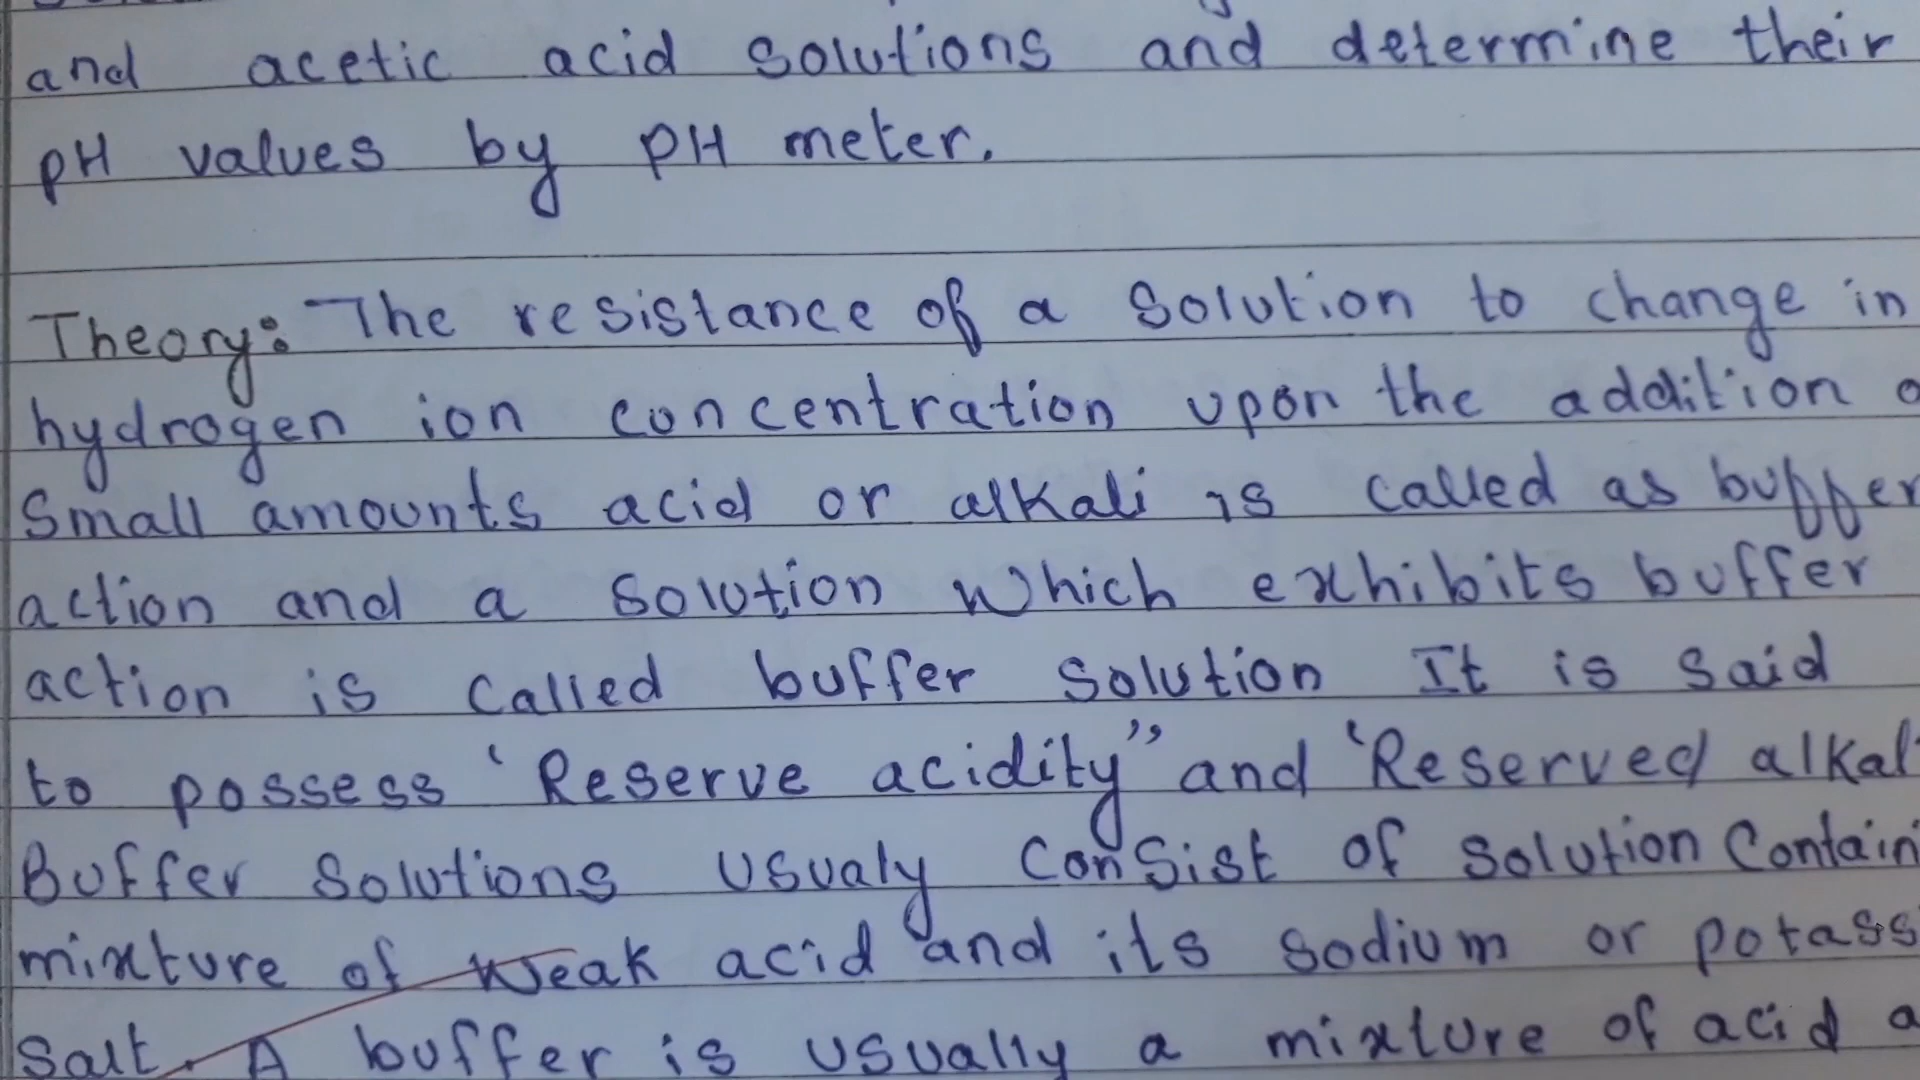 and acetic acid solutions and determine their
pH values by pH meter.
Theory: The resistance of a solution to change in
hydrogen ion concentration upon the addition
Small amounts acid or alkali is called as buffer
action and a solution which exhibits buffer
action is called buffer solution It is said
to possess 'Reserve acidity" and 'Reserved alkal
Buffer solutions usualy consist of solution Contain
mixture of weak acid and its sodium or potass
Salt. A buffer is usually a mixture of acid a